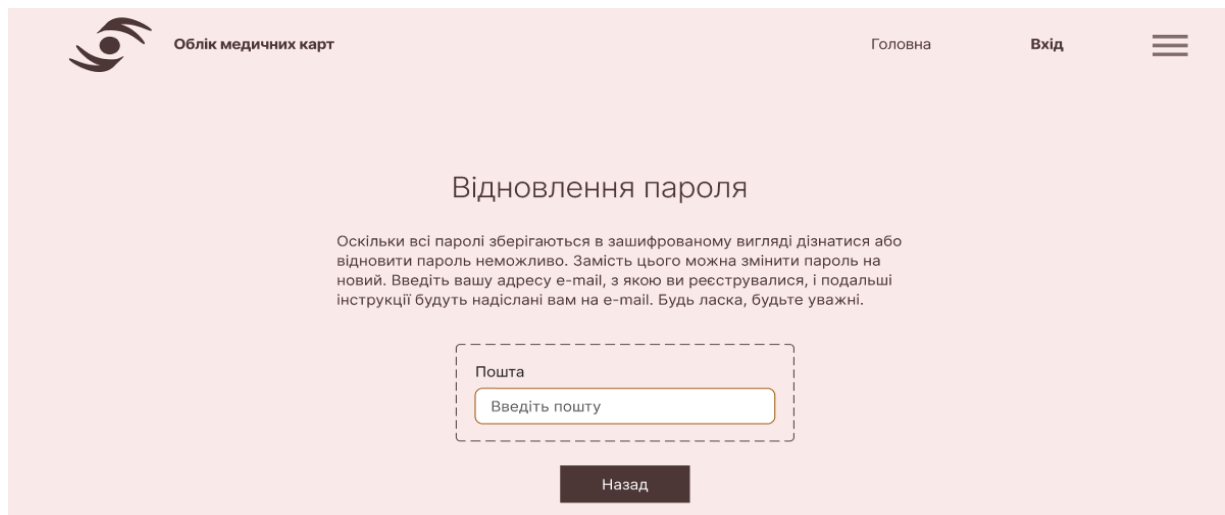 Облік медичних карт
Головна
Вхід
Відновлення пароля
Оскільки всі паролі зберігаються в зашифрованому вигляді дізнатися або
відновити пароль неможливо. Замість цього можна змінити пароль на
новий. Введіть вашу адресу e-mail, з якою ви реєструвалися, і подальші
інструкції будуть надіслані вам на e-mail. Будь ласка, будьте уважні.
Пошта
Введіть пошту
Назад